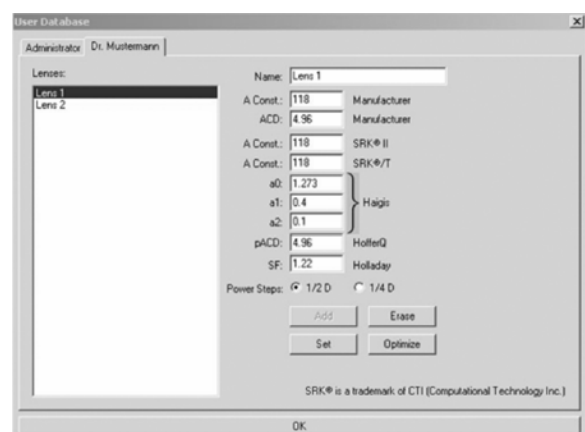 User Database
Administrator Dr. Mustermann
Lenses:
Lens 1
Lens 2
Name: Lens 1
A Const.: 118 Manufacturer
ACD: 4.96 Manufacturer
A Const.: 118 SRK® II
A Const.: 118 SRK®/T
a0: 1.273
a1: 0.4 Haigis
a2: 0.1
pACD: 4.96 HofferQ
SF: 1.22 Holladay
Power Steps: 1/2 D 1/4 D
Add Erase
Set Optimize
SRK® is a trademark of CTI (Computational Technology Inc.)
OK